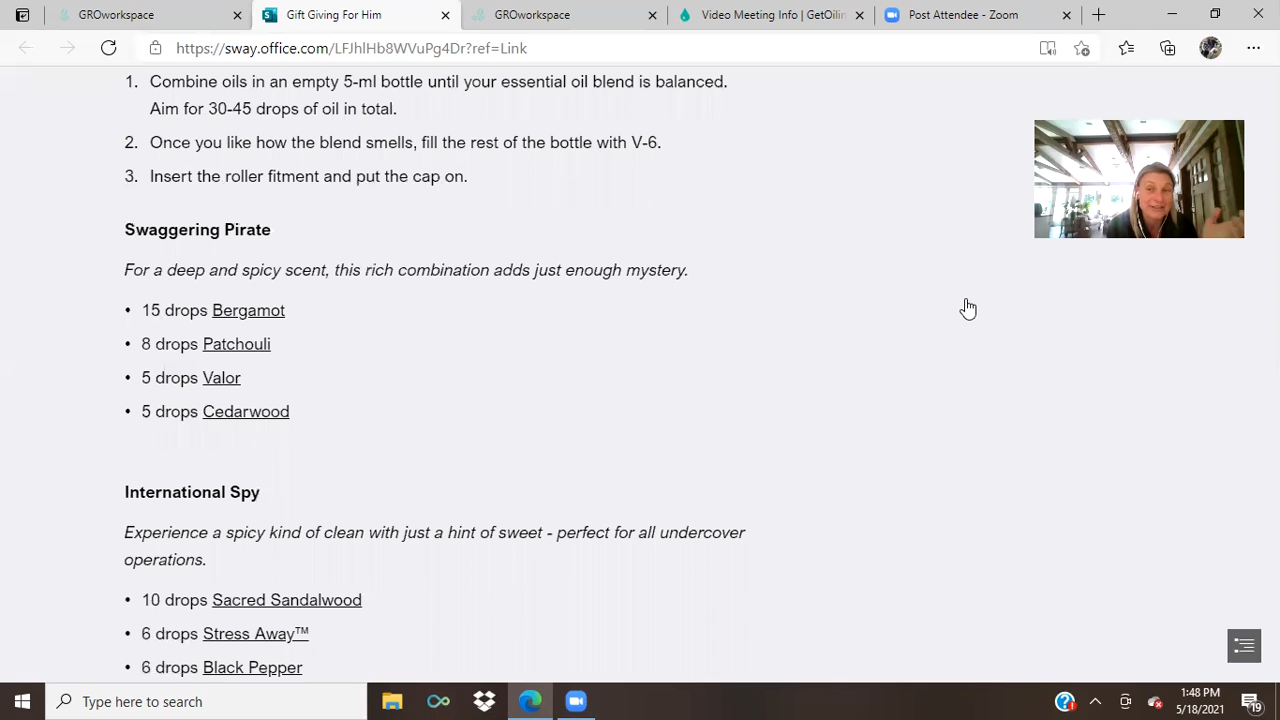 GROworkspace
Gift Giving For Him
GROworkspace
Video Meeting Info | GetOiling
Post Attendee - Zoom
https://sway.office.com/LFJhlHb8WVuPg4Dr?ref=Link
1. Combine oils in an empty 5-ml bottle until your essential oil blend is balanced.
Aim for 30-45 drops of oil in total.
2. Once you like how the blend smells, fill the rest of the bottle with V-6.
3. Insert the roller fitment and put the cap on.
Swaggering Pirate
For a deep and spicy scent, this rich combination adds just enough mystery.
• 15 drops Bergamot
• 8 drops Patchouli
• 5 drops Valor
• 5 drops Cedarwood
International Spy
Experience a spicy kind of clean with just a hint of sweet - perfect for all undercover
operations.
• 10 drops Sacred Sandalwood
• 6 drops Stress Away™
• 6 drops Black Pepper
Type here to search
1:48 PM
5/18/2021
19